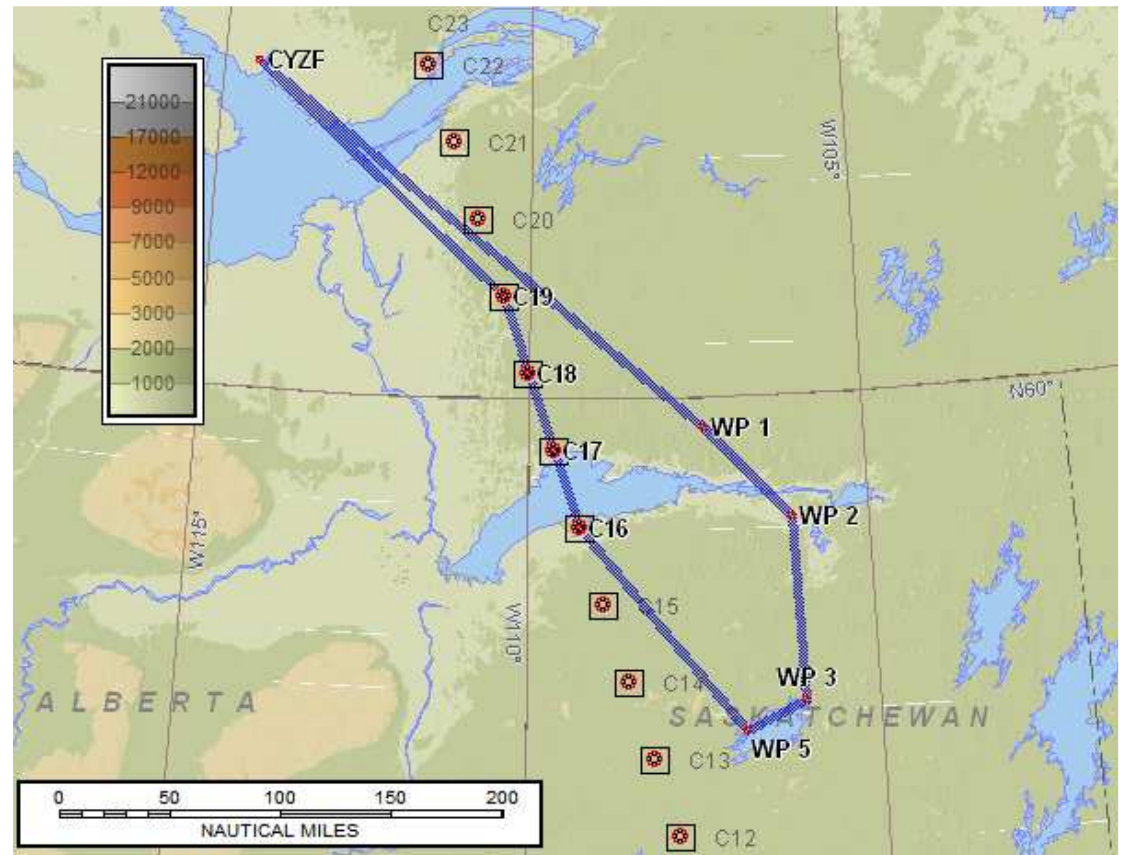 C23
CYZF
C22
21000
17000
12000
9000
7000
5000
3000
2000
1000
C21
W105°
C20
C19
C18
N60°
WP 1
C17
WP 2
C16
W115°
W110°
C15
WP 3
C14
ALBERTA
SASKATCHEWAN
WP 5
C13
0 50 100 150 200
NAUTICAL MILES
C12